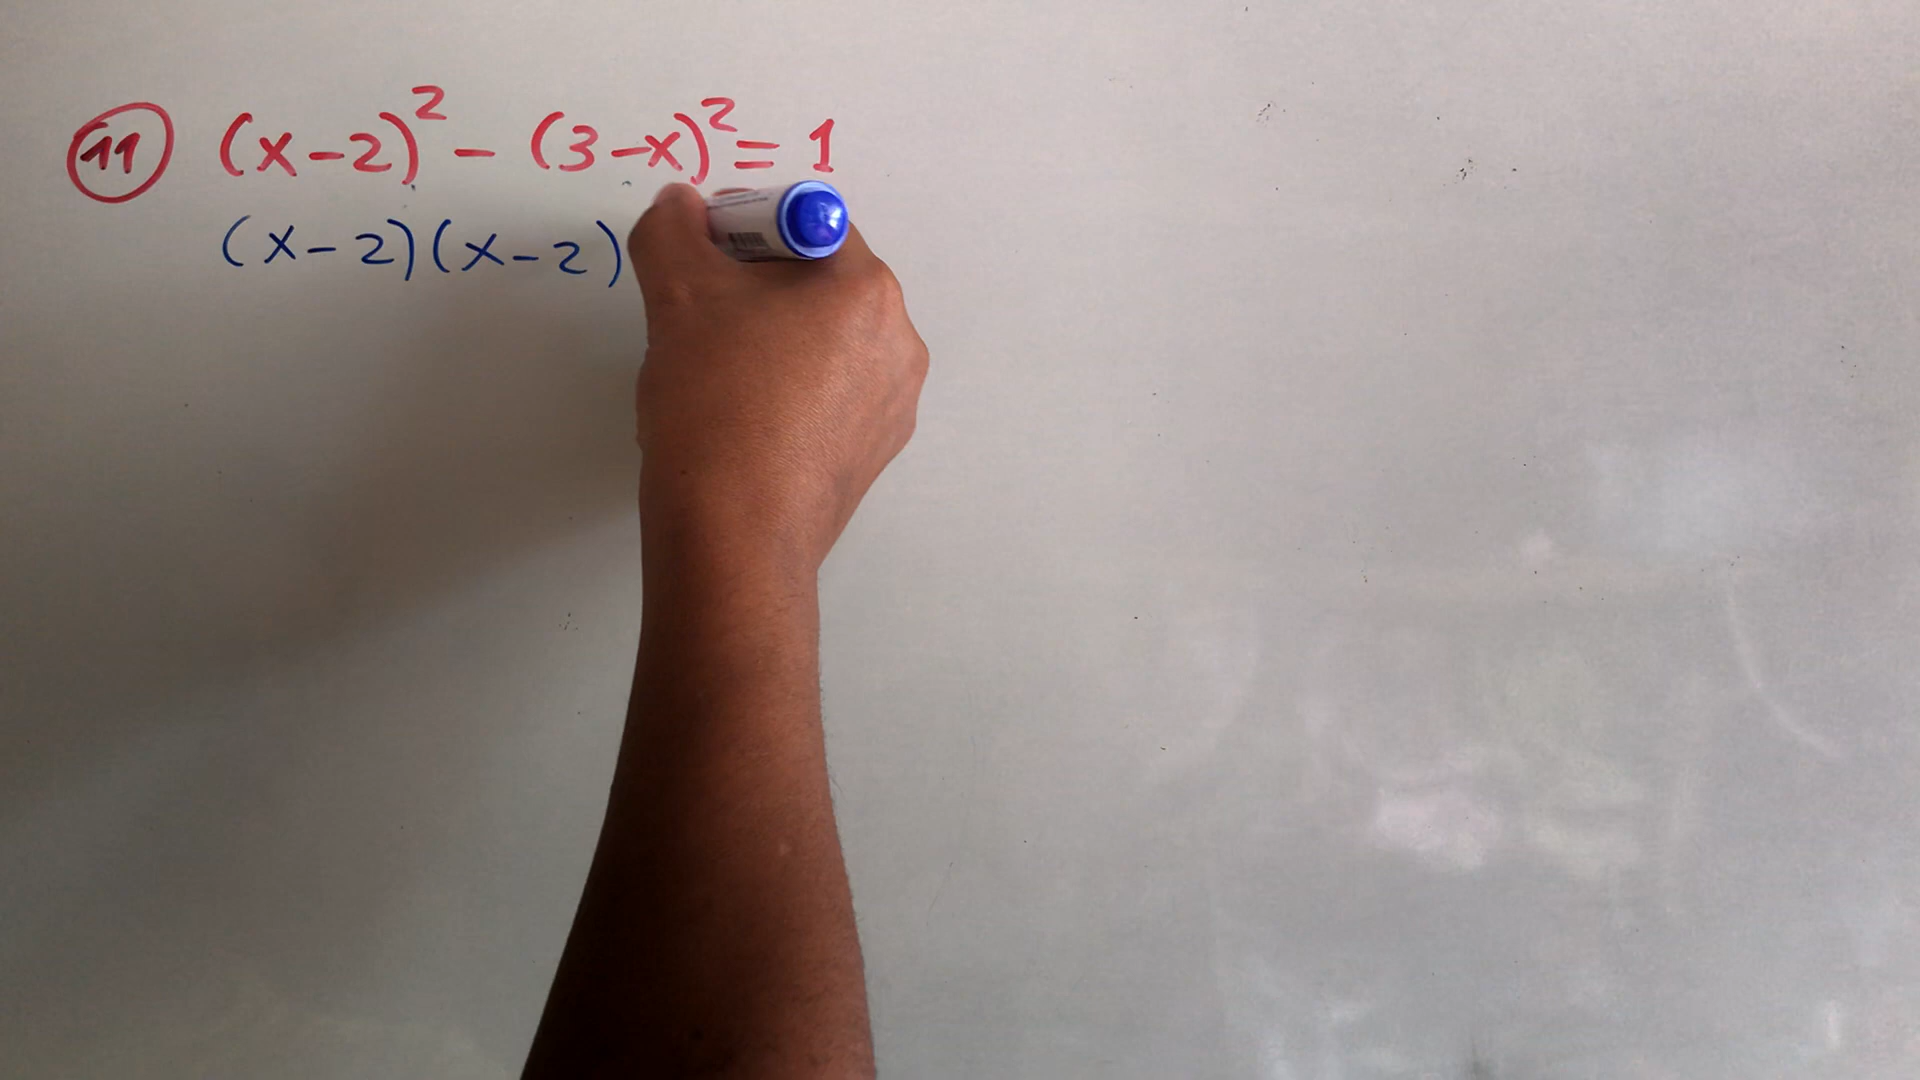 11 (x-2)² - (3-x)² = 1
(x-2)(x-2)